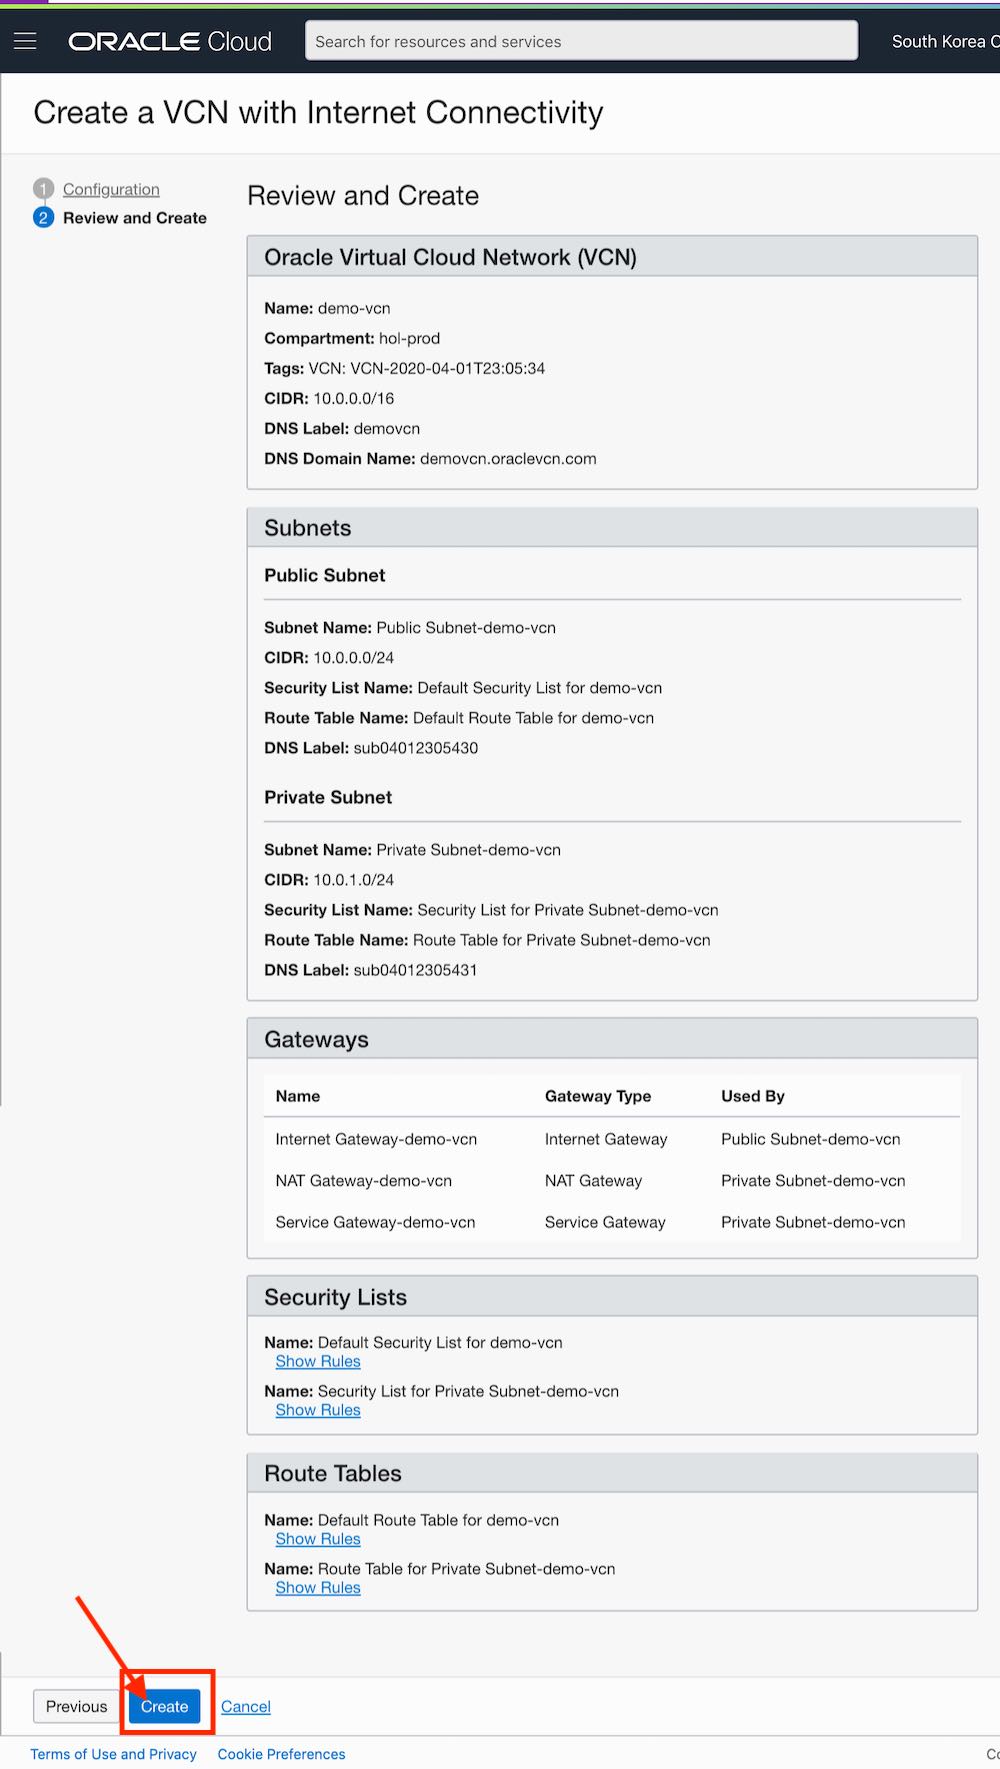 ORACLE Cloud
Search for resources and services
South Korea C
Create a VCN with Internet Connectivity
1 Configuration
2 Review and Create
Review and Create
Oracle Virtual Cloud Network (VCN)
Name: demo-vcn
Compartment: hol-prod
Tags: VCN: VCN-2020-04-01T23:05:34
CIDR: 10.0.0.0/16
DNS Label: demovcn
DNS Domain Name: demovcn.oraclevcn.com
Subnets
Public Subnet
Subnet Name: Public Subnet-demo-vcn
CIDR: 10.0.0.0/24
Security List Name: Default Security List for demo-vcn
Route Table Name: Default Route Table for demo-vcn
DNS Label: sub04012305430
Private Subnet
Subnet Name: Private Subnet-demo-vcn
CIDR: 10.0.1.0/24
Security List Name: Security List for Private Subnet-demo-vcn
Route Table Name: Route Table for Private Subnet-demo-vcn
DNS Label: sub04012305431
Gateways
Name Gateway Type Used By
Internet Gateway-demo-vcn Internet Gateway Public Subnet-demo-vcn
NAT Gateway-demo-vcn NAT Gateway Private Subnet-demo-vcn
Service Gateway-demo-vcn Service Gateway Private Subnet-demo-vcn
Security Lists
Name: Default Security List for demo-vcn
Show Rules
Name: Security List for Private Subnet-demo-vcn
Show Rules
Route Tables
Name: Default Route Table for demo-vcn
Show Rules
Name: Route Table for Private Subnet-demo-vcn
Show Rules
Previous Create Cancel
Terms of Use and Privacy Cookie Preferences Co